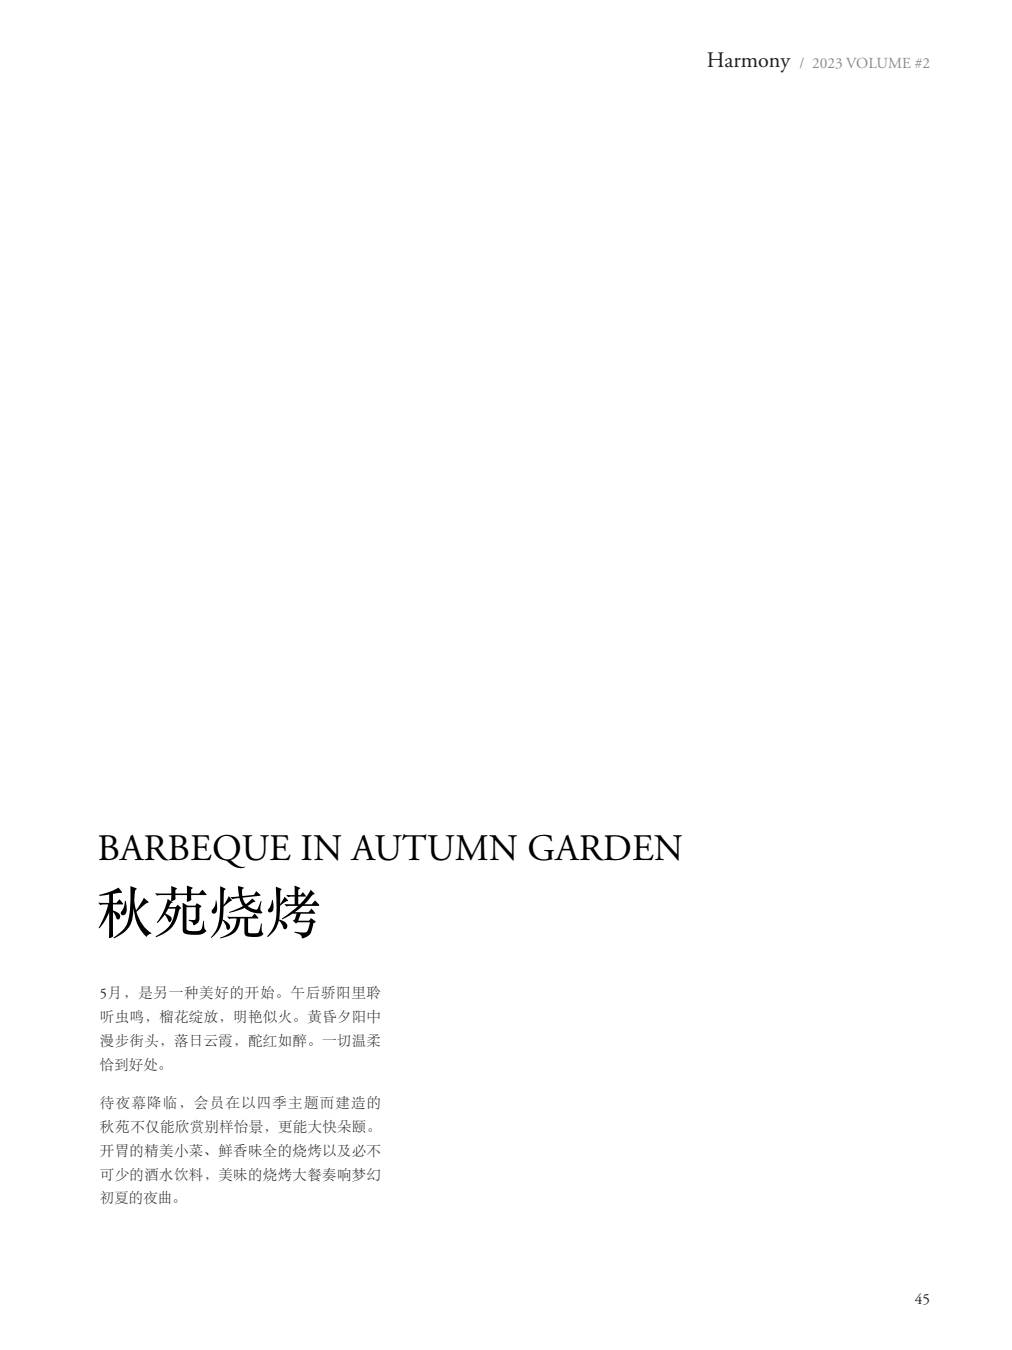 Harmony / 2023 VOLUME #2
BARBEQUE IN AUTUMN GARDEN
秋苑烧烤
5月，是另一种美好的开始。午后骄阳里聆
听虫鸣，榴花绽放，明艳似火。黄昏夕阳中
漫步街头，落日云霞，酡红如醉。一切温柔
恰到好处。
待夜幕降临，会员在以四季主题而建造的
秋苑不仅能欣赏别样怡景，更能大快朵颐。
开胃的精美小菜、鲜香味全的烧烤以及必不
可少的酒水饮料，美味的烧烤大餐奏响梦幻
初夏的夜曲。
45